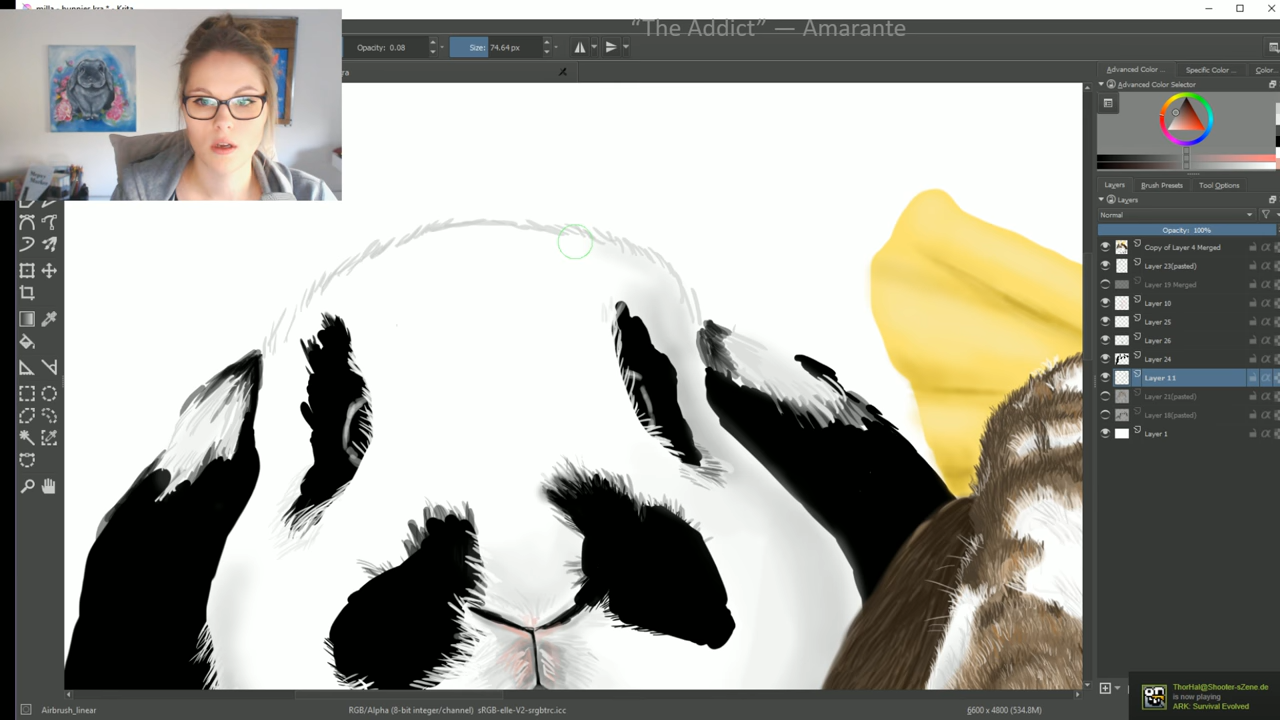 milla - bunnies.kra * - Krita
"The Addict" — Amarante
Opacity: 0.08
Size: 74.64 px
ra
Advanced Color ...
Specific Color ...
Color...
Advanced Color Selector
Layers
Brush Presets
Tool Options
Layers
Normal
Opacity: 100%
Copy of Layer 4 Merged
Layer 23(pasted)
Layer 19 Merged
Layer 10
Layer 25
Layer 26
Layer 24
Layer 11
Layer 21(pasted)
Layer 18(pasted)
Layer 1
ThorHal@Shooter-sZene.de
is now playing
ARK: Survival Evolved
Airbrush_linear
RGB/Alpha (8-bit integer/channel) sRGB-elle-V2-srgbtrc.icc
6600 x 4800 (534.8M)